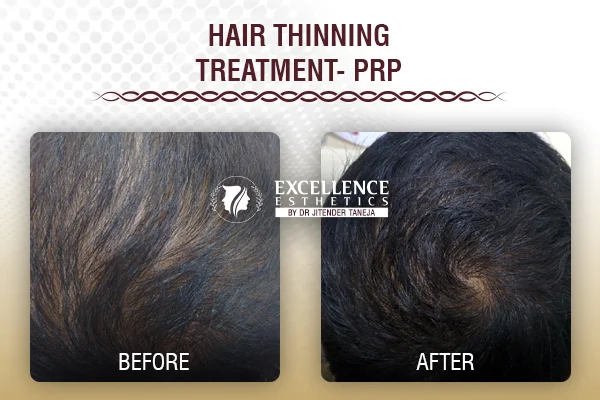 HAIR THINNING
TREATMENT- PRP
EXCELLENCE
ESTHETICS
BY DR JITENDER TANEJA
BEFORE
AFTER